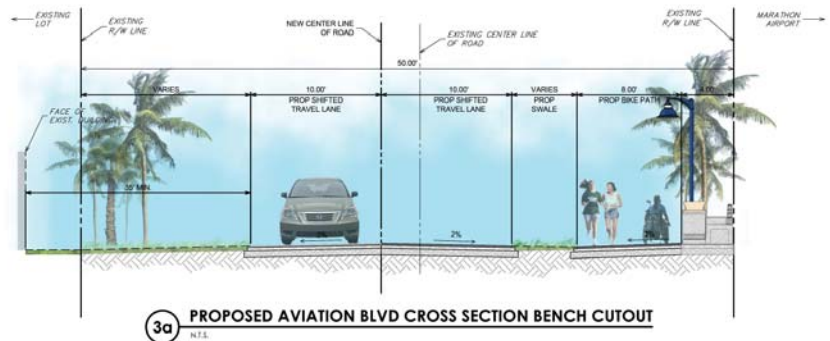 EXISTING
LOT
EXISTING
R/W LINE
NEW CENTER LINE
OF ROAD
EXISTING CENTER LINE
OF ROAD
EXISTING
R/W LINE
MARATHON
AIRPORT
50.00'
VARIES
10.00'
10.00'
VARIES
8.00'
4.00'
PROP SHIFTED
TRAVEL LANE
PROP SHIFTED
TRAVEL LANE
PROP
SWALE
PROP BIKE PATH
FACE OF
EXIST. BUILDING
35' MIN.
2%
2%
2%
3a
PROPOSED AVIATION BLVD CROSS SECTION BENCH CUTOUT
N.T.S.